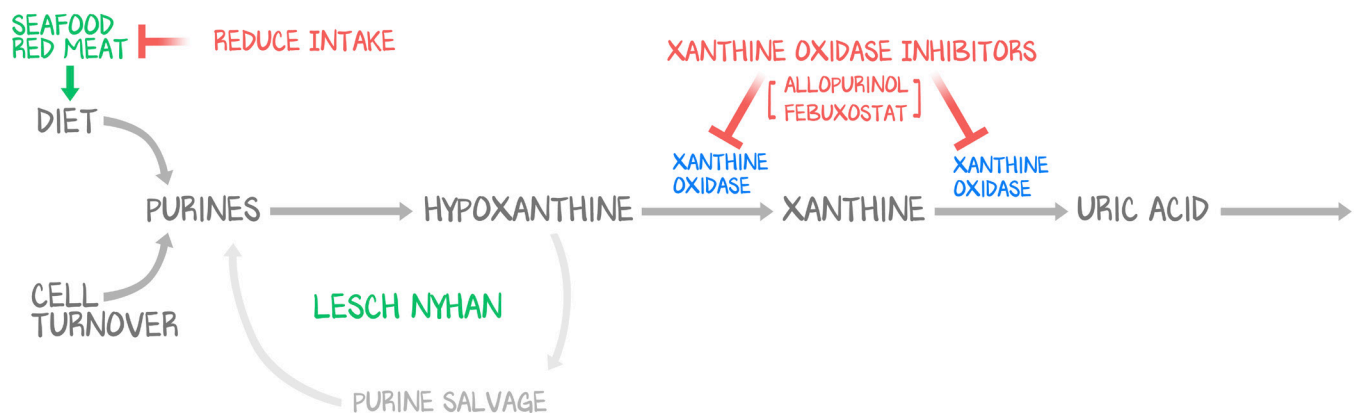 SEAFOOD
RED MEAT
REDUCE INTAKE
XANTHINE OXIDASE INHIBITORS
ALLOPURINOL
FEBUXOSTAT
DIET
XANTHINE
OXIDASE
XANTHINE
OXIDASE
PURINES
HYPOXANTHINE
XANTHINE
URIC ACID
CELL
TURNOVER
LESCH NYHAN
PURINE SALVAGE